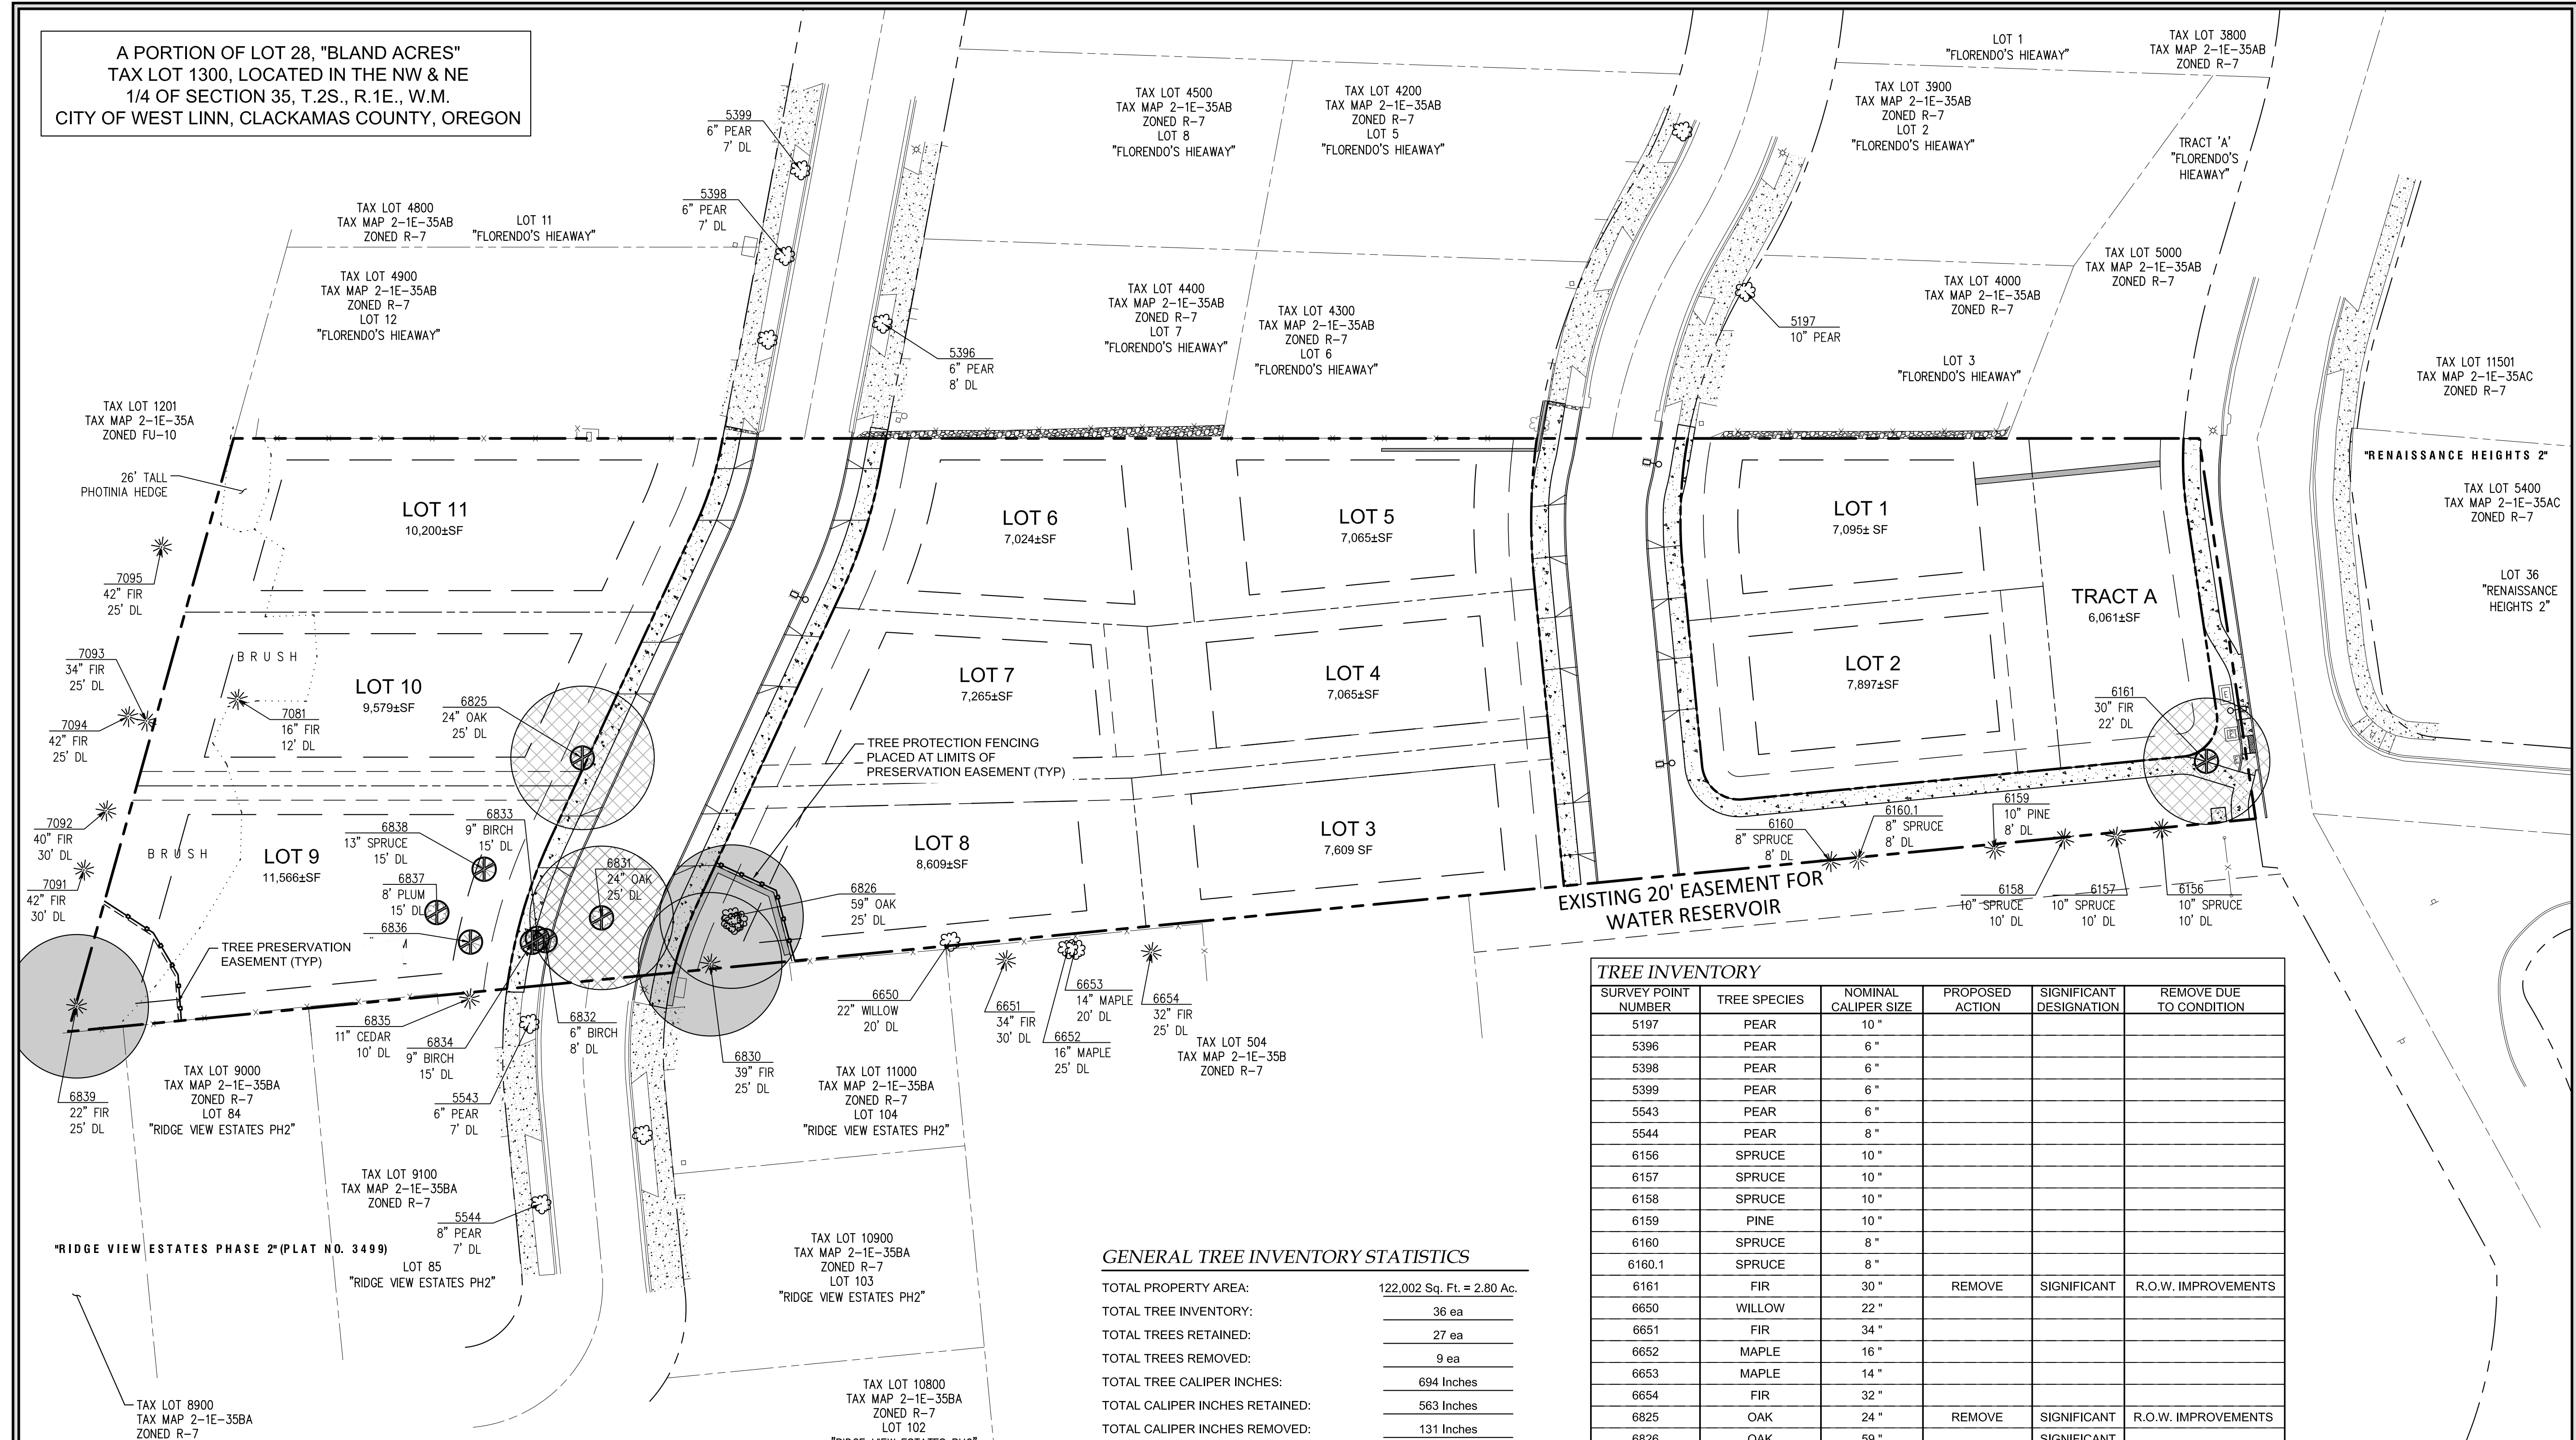 A PORTION OF LOT 28, "BLAND ACRES"
TAX LOT 1300, LOCATED IN THE NW & NE
1/4 OF SECTION 35, T.2S., R.1E., W.M.
CITY OF WEST LINN, CLACKAMAS COUNTY, OREGON
5399
6" PEAR
7' DL
5398
6" PEAR
7' DL
TAX LOT 4800
TAX MAP 2-1E-35AB
ZONED R-7
LOT 11
"FLORENDO'S HIEAWAY"
TAX LOT 4900
TAX MAP 2-1E-35AB
ZONED R-7
LOT 12
"FLORENDO'S HIEAWAY"
TAX LOT 4500
TAX MAP 2-1E-35AB
ZONED R-7
LOT 8
"FLORENDO'S HIEAWAY"
TAX LOT 4200
TAX MAP 2-1E-35AB
ZONED R-7
LOT 5
"FLORENDO'S HIEAWAY"
LOT 1
"FLORENDO'S HIEAWAY"
TAX LOT 3800
TAX MAP 2-1E-35AB
ZONED R-7
TAX LOT 3900
TAX MAP 2-1E-35AB
ZONED R-7
LOT 2
"FLORENDO'S HIEAWAY"
TRACT 'A'
"FLORENDO'S
HIEAWAY"
TAX LOT 4400
TAX MAP 2-1E-35AB
ZONED R-7
LOT 7
"FLORENDO'S HIEAWAY"
TAX LOT 4300
TAX MAP 2-1E-35AB
ZONED R-7
LOT 6
"FLORENDO'S HIEAWAY"
5396
6" PEAR
8' DL
5197
10" PEAR
TAX LOT 4000
TAX MAP 2-1E-35AB
ZONED R-7
LOT 3
"FLORENDO'S HIEAWAY"
TAX LOT 5000
TAX MAP 2-1E-35AB
ZONED R-7
TAX LOT 11501
TAX MAP 2-1E-35AC
ZONED R-7
"RENAISSANCE HEIGHTS 2"
TAX LOT 5400
TAX MAP 2-1E-35AC
ZONED R-7
LOT 36
"RENAISSANCE
HEIGHTS 2"
TAX LOT 1201
TAX MAP 2-1E-35A
ZONED FU-10
26' TALL
PHOTINIA HEDGE
LOT 11
10,200±SF
LOT 6
7,024±SF
LOT 5
7,065±SF
LOT 1
7,095± SF
TRACT A
6,061±SF
7095
42" FIR
25' DL
7093
34" FIR
25' DL
7094
42" FIR
25' DL
7092
40" FIR
30' DL
7091
42" FIR
30' DL
BRUSH
7081
16" FIR
12' DL
LOT 10
9,579±SF
6825
24" OAK
25' DL
LOT 7
7,265±SF
LOT 4
7,065±SF
LOT 2
7,897±SF
6161
30" FIR
22' DL
TREE PROTECTION FENCING
PLACED AT LIMITS OF
PRESERVATION EASEMENT (TYP)
BRUSH
LOT 9
11,566±SF
6838
13" SPRUCE
15' DL
6833
9" BIRCH
15' DL
6837
8' PLUM
15' DL
6836
6831
24" OAK
25' DL
6826
59" OAK
25' DL
LOT 8
8,609±SF
LOT 3
7,609 SF
6160
8" SPRUCE
8' DL
6160.1
8" SPRUCE
8' DL
6159
10" PINE
8' DL
6158
10" SPRUCE
10' DL
6157
10" SPRUCE
10' DL
6156
10" SPRUCE
10' DL
EXISTING 20' EASEMENT FOR
WATER RESERVOIR
TREE PRESERVATION
EASEMENT (TYP)
6839
22" FIR
25' DL
6835
11" CEDAR
10' DL
6834
9" BIRCH
15' DL
6832
6" BIRCH
8' DL
5543
6" PEAR
7' DL
6830
39" FIR
25' DL
6650
22" WILLOW
20' DL
6651
34" FIR
30' DL
6653
14" MAPLE
20' DL
6652
16" MAPLE
25' DL
6654
32" FIR
25' DL
TAX LOT 504
TAX MAP 2-1E-35B
ZONED R-7
TAX LOT 9000
TAX MAP 2-1E-35BA
ZONED R-7
LOT 84
"RIDGE VIEW ESTATES PH2"
TAX LOT 11000
TAX MAP 2-1E-35BA
ZONED R-7
LOT 104
"RIDGE VIEW ESTATES PH2"
TAX LOT 9100
TAX MAP 2-1E-35BA
ZONED R-7
5544
8" PEAR
7' DL
"RIDGE VIEW ESTATES PHASE 2" (PLAT NO. 3499)
LOT 85
"RIDGE VIEW ESTATES PH2"
TAX LOT 10900
TAX MAP 2-1E-35BA
ZONED R-7
LOT 103
"RIDGE VIEW ESTATES PH2"
TAX LOT 8900
TAX MAP 2-1E-35BA
ZONED R-7
TAX LOT 10800
TAX MAP 2-1E-35BA
ZONED R-7
LOT 102
"RIDGE VIEW ESTATES PH2"
GENERAL TREE INVENTORY STATISTICS
TOTAL PROPERTY AREA: 122,002 Sq. Ft. = 2.80 Ac.
TOTAL TREE INVENTORY: 36 ea
TOTAL TREES RETAINED: 27 ea
TOTAL TREES REMOVED: 9 ea
TOTAL TREE CALIPER INCHES: 694 Inches
TOTAL CALIPER INCHES RETAINED: 563 Inches
TOTAL CALIPER INCHES REMOVED: 131 Inches
TREE INVENTORY
SURVEY POINT NUMBER TREE SPECIES NOMINAL CALIPER SIZE PROPOSED ACTION SIGNIFICANT DESIGNATION REMOVE DUE TO CONDITION
5197 PEAR 10 "
5396 PEAR 6 "
5398 PEAR 6 "
5399 PEAR 6 "
5543 PEAR 6 "
5544 PEAR 8 "
6156 SPRUCE 10 "
6157 SPRUCE 10 "
6158 SPRUCE 10 "
6159 PINE 10 "
6160 SPRUCE 8 "
6160.1 SPRUCE 8 "
6161 FIR 30 " REMOVE SIGNIFICANT R.O.W. IMPROVEMENTS
6650 WILLOW 22 "
6651 FIR 34 "
6652 MAPLE 16 "
6653 MAPLE 14 "
6654 FIR 32 "
6825 OAK 24 " REMOVE SIGNIFICANT R.O.W. IMPROVEMENTS
6826 OAK 59 " SIGNIFICANT